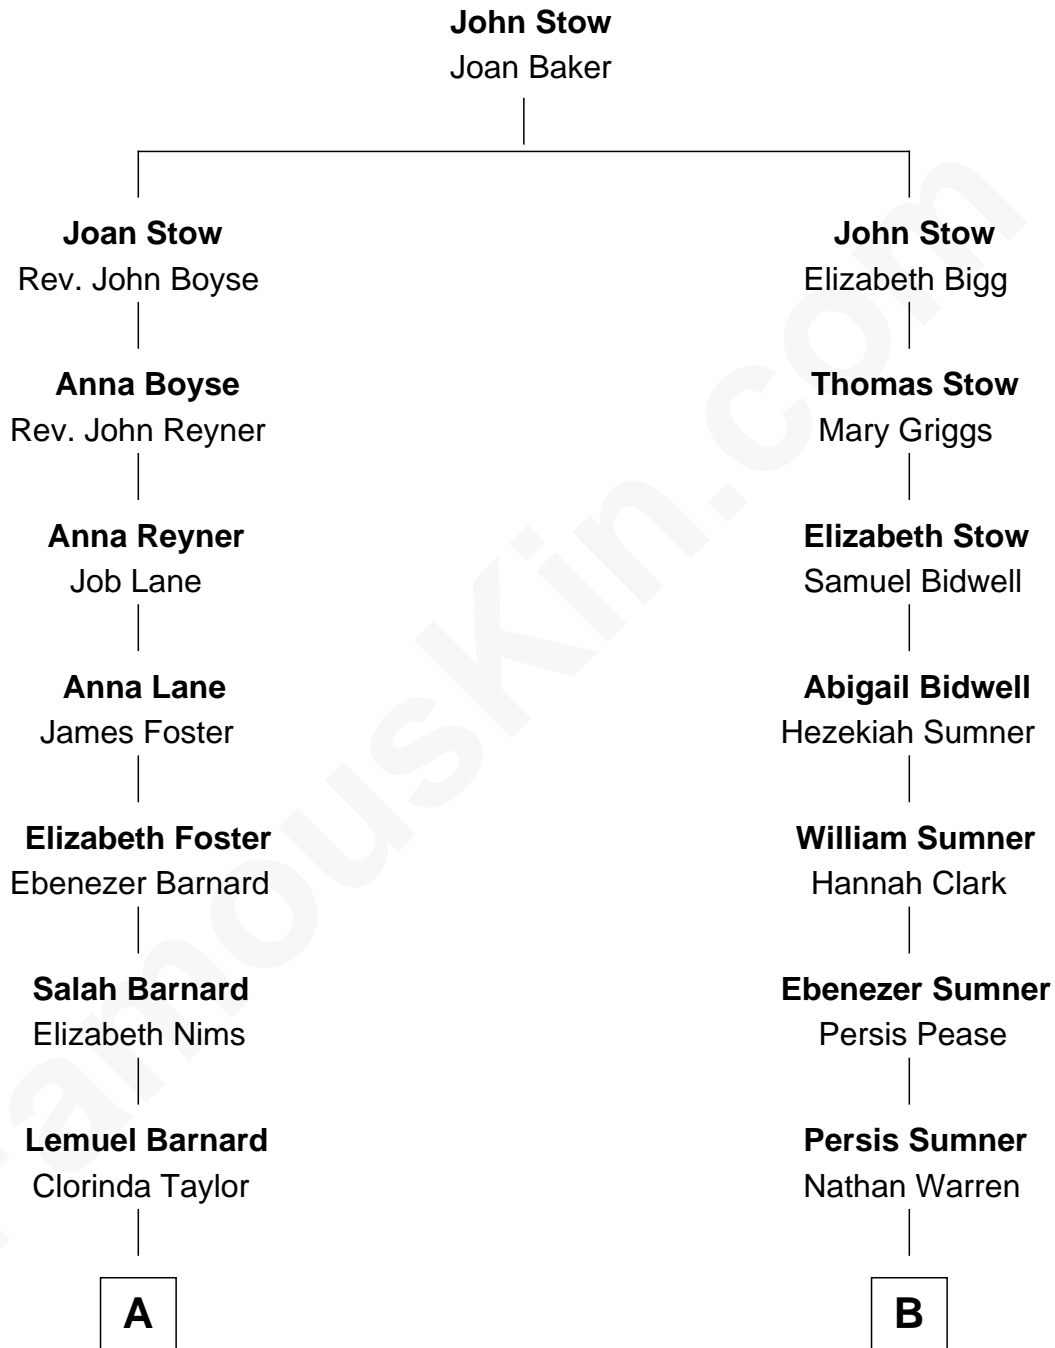 John Stow
Joan Baker
Joan Stow
Rev. John Boyse
John Stow
Elizabeth Bigg
Anna Boyse
Rev. John Reyner
Thomas Stow
Mary Griggs
Anna Reyner
Job Lane
Elizabeth Stow
Samuel Bidwell
Anna Lane
James Foster
Abigail Bidwell
Hezekiah Sumner
Elizabeth Foster
Ebenezer Barnard
William Sumner
Hannah Clark
Salah Barnard
Elizabeth Nims
Ebenezer Sumner
Persis Pease
Lemuel Barnard
Clorinda Taylor
Persis Sumner
Nathan Warren
A
B
FamousKin.com